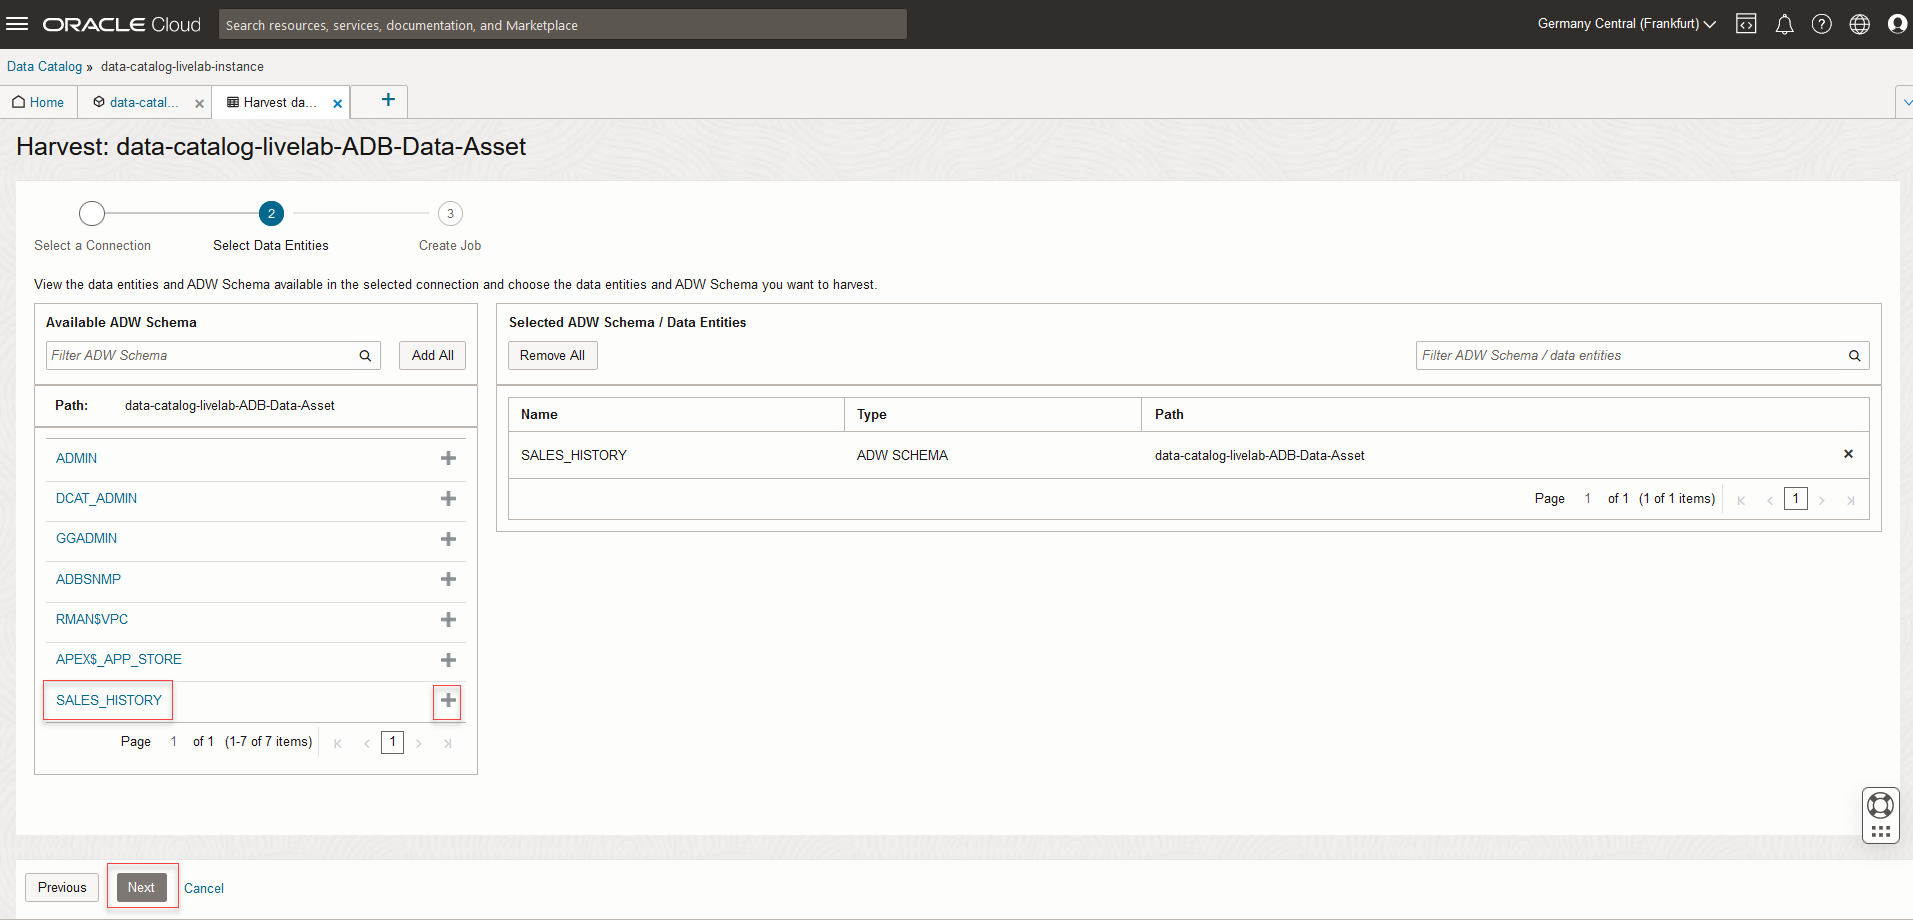 ORACLE Cloud
Search resources, services, documentation, and Marketplace
Germany Central (Frankfurt)
Data Catalog » data-catalog-livelab-instance
Home
data-catal...
Harvest da...
Harvest: data-catalog-livelab-ADB-Data-Asset
2
3
Select a Connection
Select Data Entities
Create Job
View the data entities and ADW Schema available in the selected connection and choose the data entities and ADW Schema you want to harvest.
Available ADW Schema
Filter ADW Schema
Add All
Path: data-catalog-livelab-ADB-Data-Asset
ADMIN
DCAT_ADMIN
GGADMIN
ADBSNMP
RMAN$VPC
APEX$_APP_STORE
SALES_HISTORY
Page 1 of 1 (1-7 of 7 items) 1
Selected ADW Schema / Data Entities
Remove All
Filter ADW Schema / data entities
Name Type Path
SALES_HISTORY ADW SCHEMA data-catalog-livelab-ADB-Data-Asset
Page 1 of 1 (1 of 1 items) 1
Previous
Next
Cancel